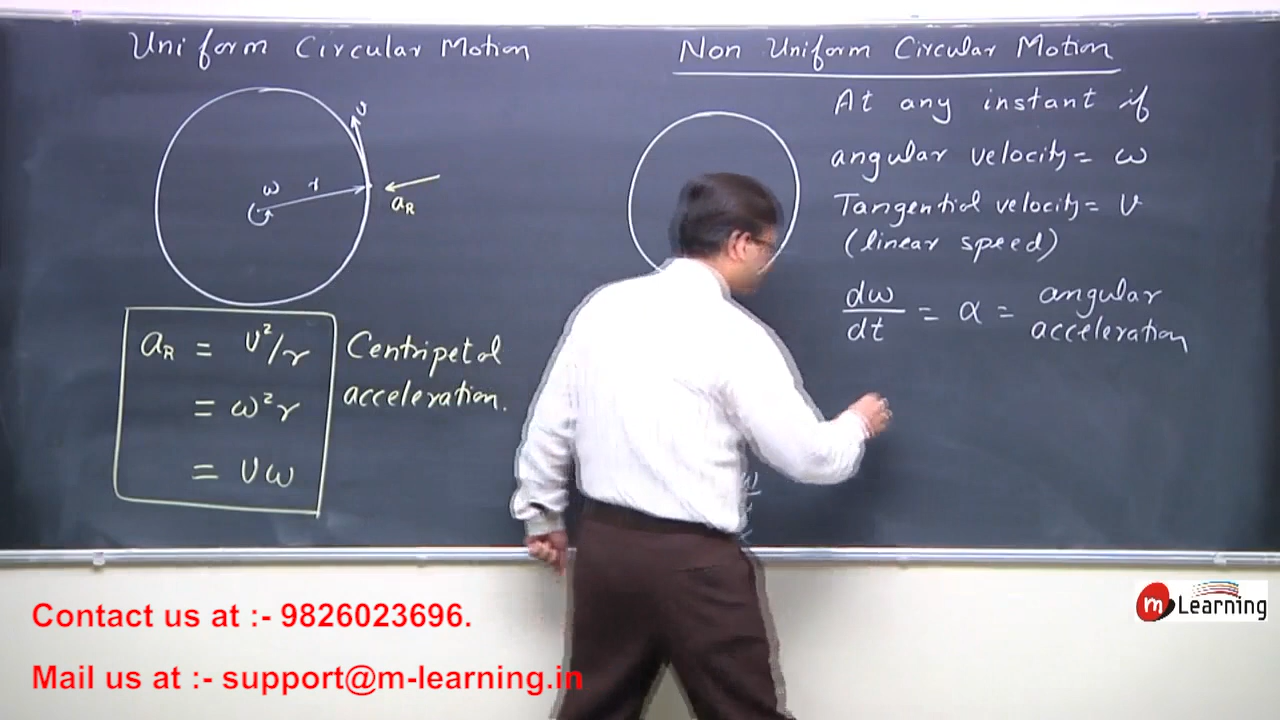 Uniform Circular Motion
v
ω
r
aR
aR = v²/r
= ω²r
= vω
Centripetal
acceleration.
Non Uniform Circular Motion
At any instant if
angular velocity = ω
Tangential velocity = v
(linear speed)
dω/dt = α = angular
acceleration
Contact us at :- 9826023696.
Mail us at :- support@m-learning.in
m Learning